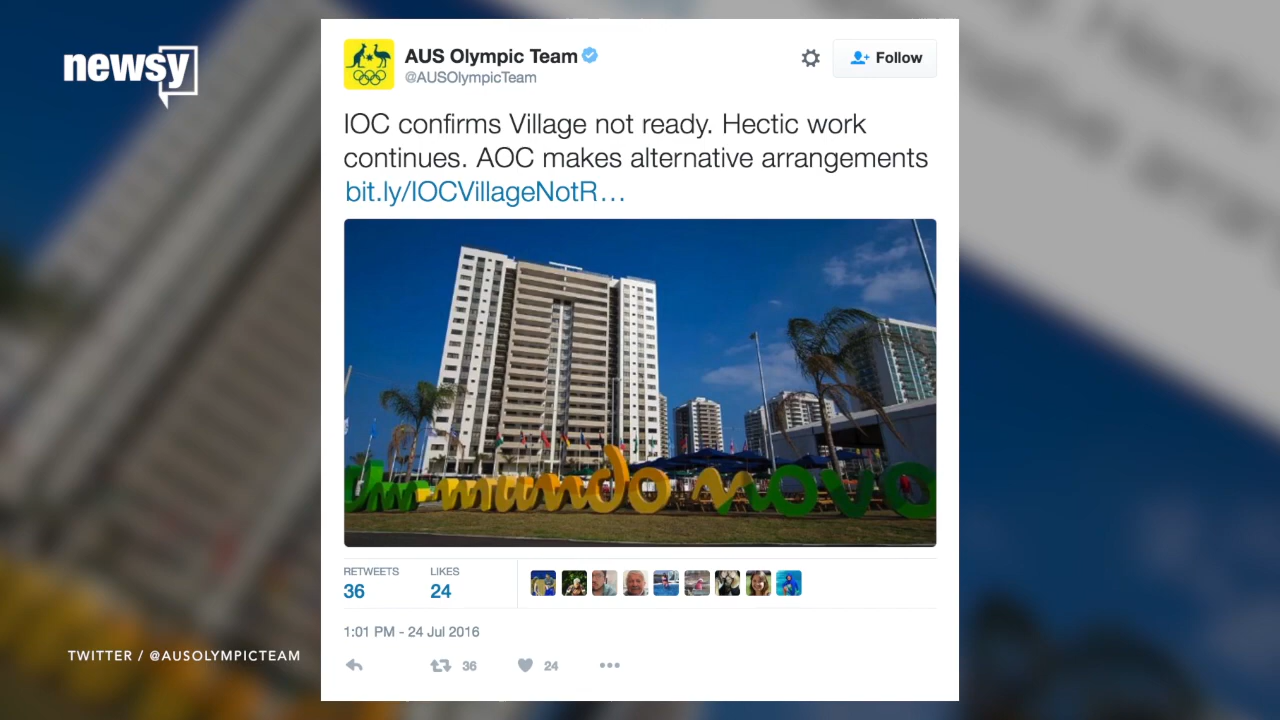 newsy
AUS Olympic Team
@AUSOlympicTeam
Follow
IOC confirms Village not ready. Hectic work
continues. AOC makes alternative arrangements
bit.ly/IOCVillageNotR…
Um mundo novo
RETWEETS
36
LIKES
24
1:01 PM - 24 Jul 2016
36
24
TWITTER / @AUSOLYMPICTEAM